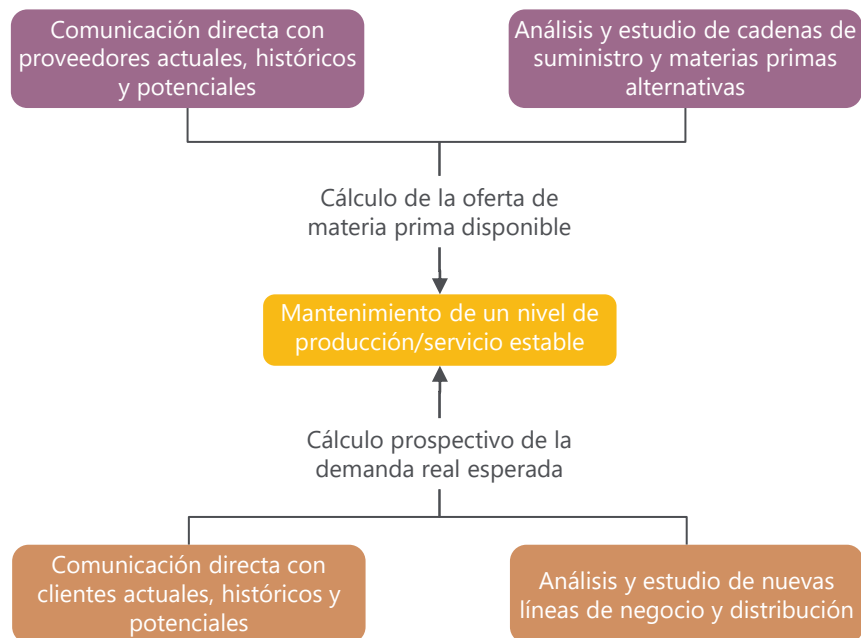 Comunicación directa con
proveedores actuales, históricos
y potenciales
Análisis y estudio de cadenas de
suministro y materias primas
alternativas
Cálculo de la oferta de
materia prima disponible
Mantenimiento de un nivel de
producción/servicio estable
Cálculo prospectivo de la
demanda real esperada
Comunicación directa con
clientes actuales, históricos y
potenciales
Análisis y estudio de nuevas
líneas de negocio y distribución